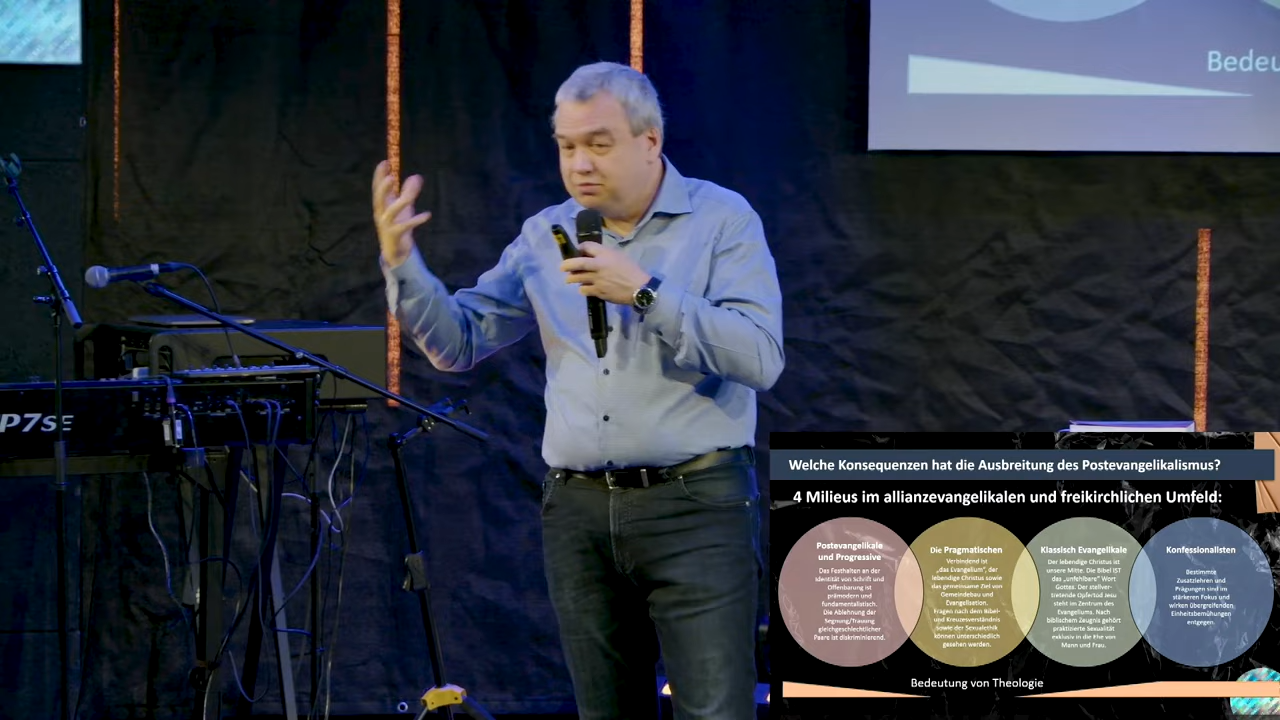 Bedeu
P7SE
Welche Konsequenzen hat die Ausbreitung des Postevangelikalismus?
4 Milieus im allianzevangelikalen und freikirchlichen Umfeld:
Postevangelikale
und Progressive
Das Festhalten an der
Identität von Schrift und
Offenbarung ist
prämodern und
fundamentalistisch.
Die Ablehnung der
Segnung/Trauung
gleichgeschlechtlicher
Paare ist diskriminierend.
Die Pragmatischen
Verbindend ist
„das Evangelium", der
lebendige Christus sowie
das gemeinsame Ziel von
Gemeindebau und
Evangelisation.
Fragen nach dem Bibel-
und Kreuzesverständnis
sowie der Sexualethik
können unterschiedlich
gesehen werden.
Klassisch Evangelikale
Der lebendige Christus ist
unsere Mitte. Die Bibel IST
das „unfehlbare" Wort
Gottes. Der stellver-
tretende Opfertod Jesu
steht im Zentrum des
Evangeliums. Nach
biblischem Zeugnis gehört
praktizierte Sexualität
exklusiv in die Ehe von
Mann und Frau.
Konfessionalisten
Bestimmte
Zusatzlehren und
Prägungen sind im
stärkeren Fokus und
wirken übergreifenden
Einheitsbemühungen
entgegen.
Bedeutung von Theologie